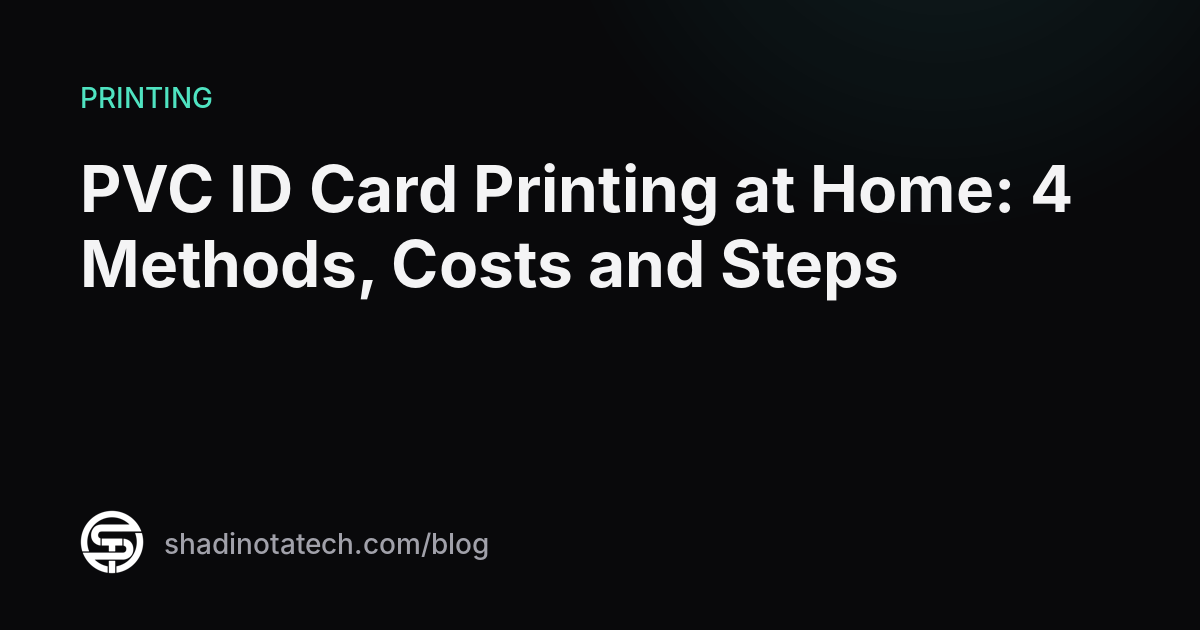 PRINTING
PVC ID Card Printing at Home: 4
Methods, Costs and Steps
shadinotatech.com/blog